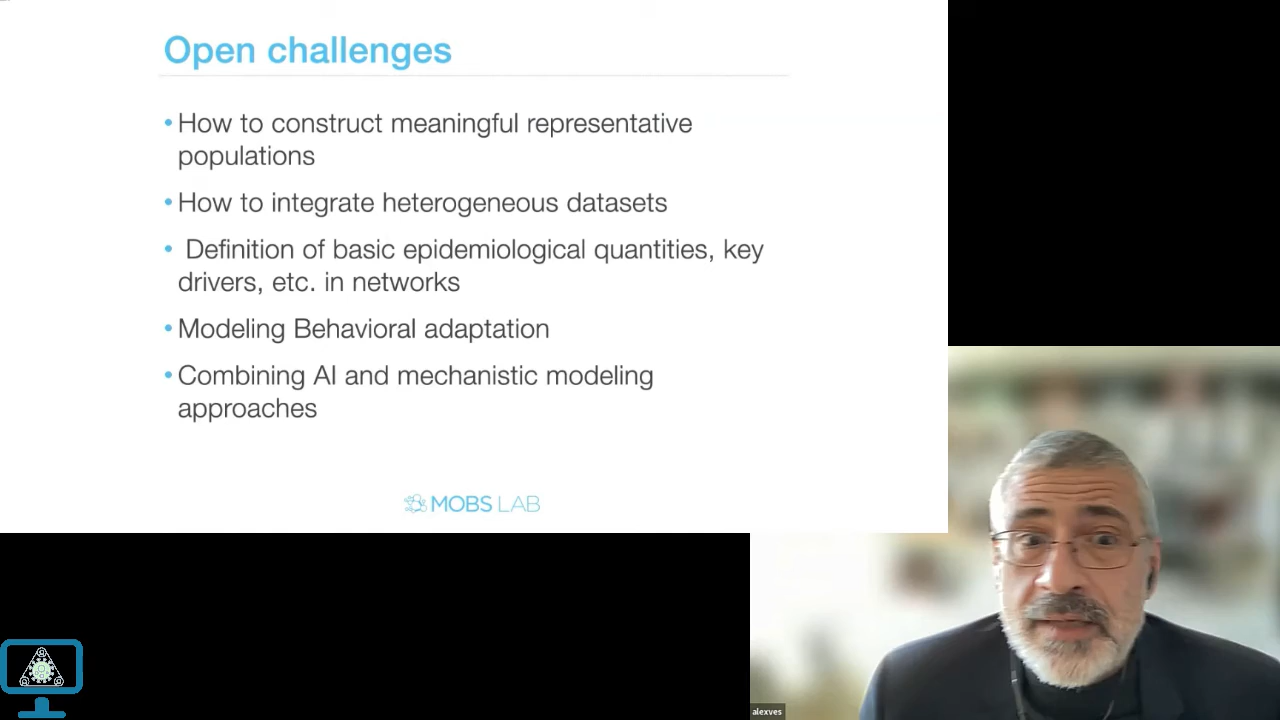 Open challenges
•How to construct meaningful representative
populations
•How to integrate heterogeneous datasets
• Definition of basic epidemiological quantities, key
drivers, etc. in networks
•Modeling Behavioral adaptation
•Combining AI and mechanistic modeling
approaches
MOBS LAB
alexves